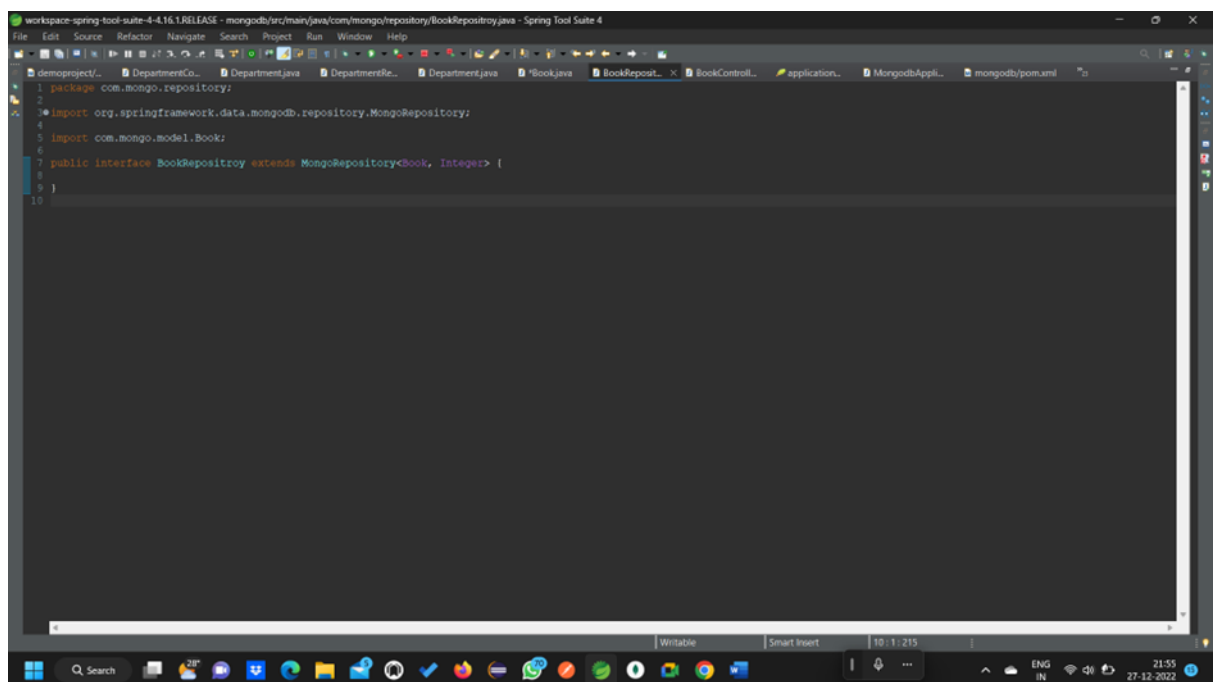 workspace-spring-tool-suite-4-4.16.1.RELEASE - mongodb/src/main/java/com/mongo/repository/BookRepositroy.java - Spring Tool Suite 4
File Edit Source Refactor Navigate Search Project Run Window Help
demoproject/... DepartmentCo... Department.java DepartmentRe... Department.java *Book.java BookReposit... BookControll... application... MongodbAppli... mongodb/pom.xml
1 package com.mongo.repository;
2
3 import org.springframework.data.mongodb.repository.MongoRepository;
4
5 import com.mongo.model.Book;
6
7 public interface BookRepositroy extends MongoRepository<Book, Integer> {
8
9 }
10
Writable Smart Insert 10 : 1 : 215
Search 28° 70 ENG 21:55
IN 27-12-2022